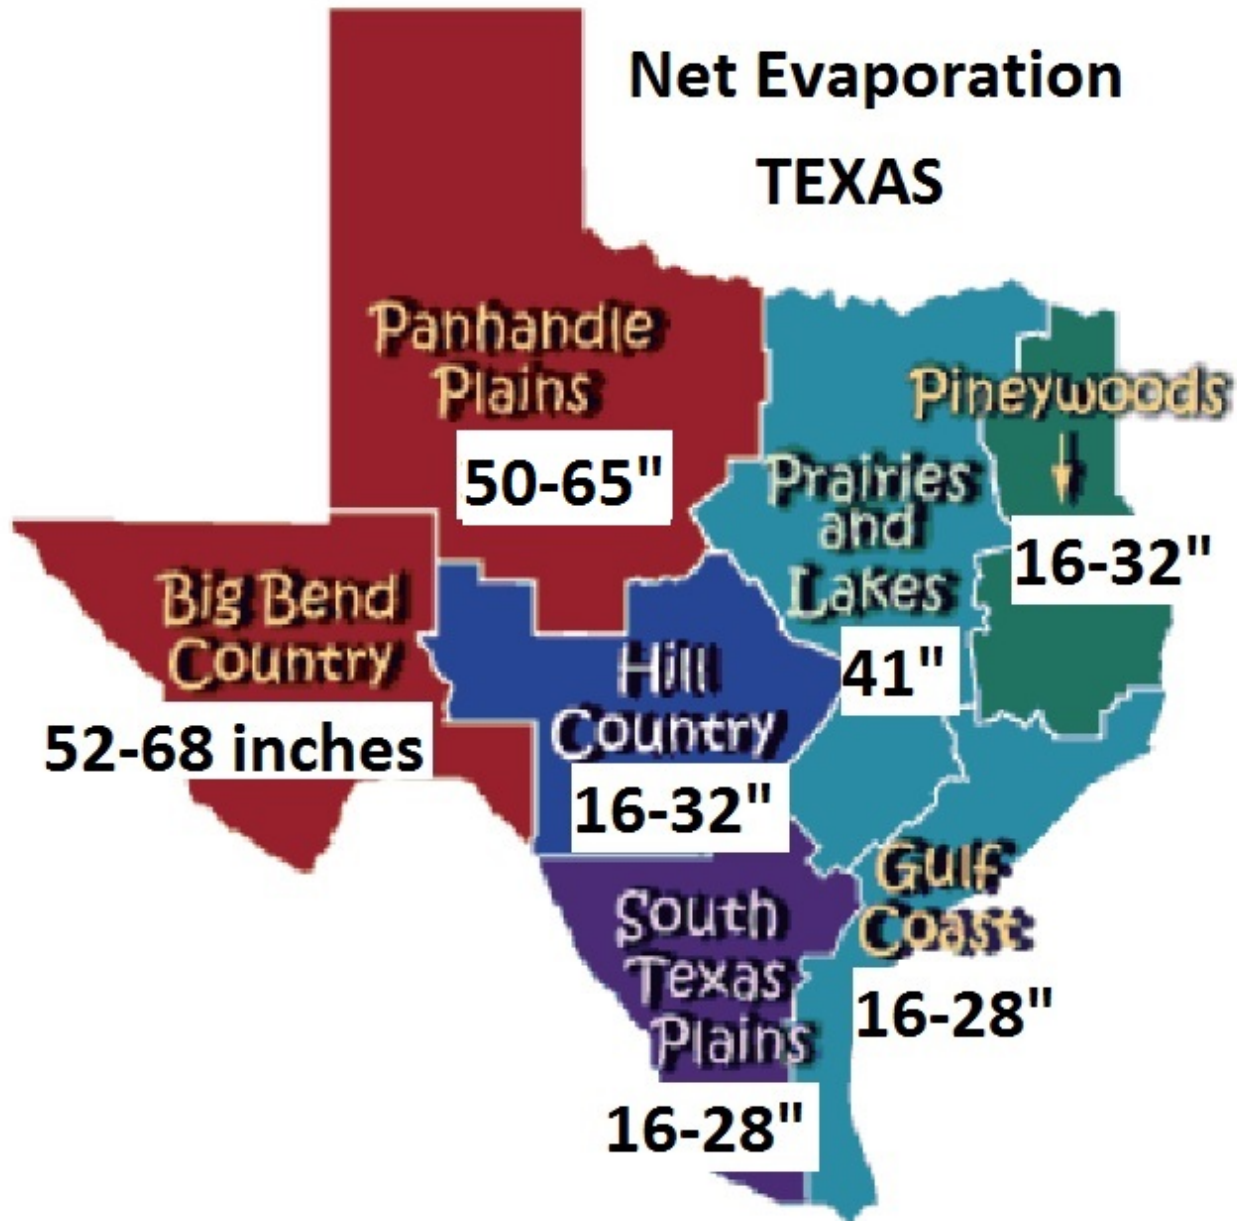 Net Evaporation
TEXAS
Panhandle
Plains
50-65"
Pineywoods
16-32"
Prairies
and
Lakes
41"
Big Bend
Country
52-68 inches
Hill
Country
16-32"
Gulf
Coast
16-28"
South
Texas
Plains
16-28"